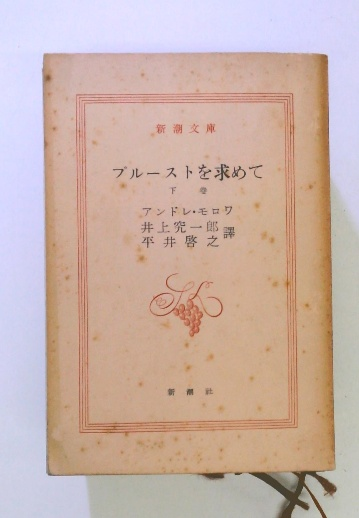 新潮文庫
プルーストを求めて
下巻
アンドレ・モロワ
井上究一郎
平井啓之
譯
新潮社